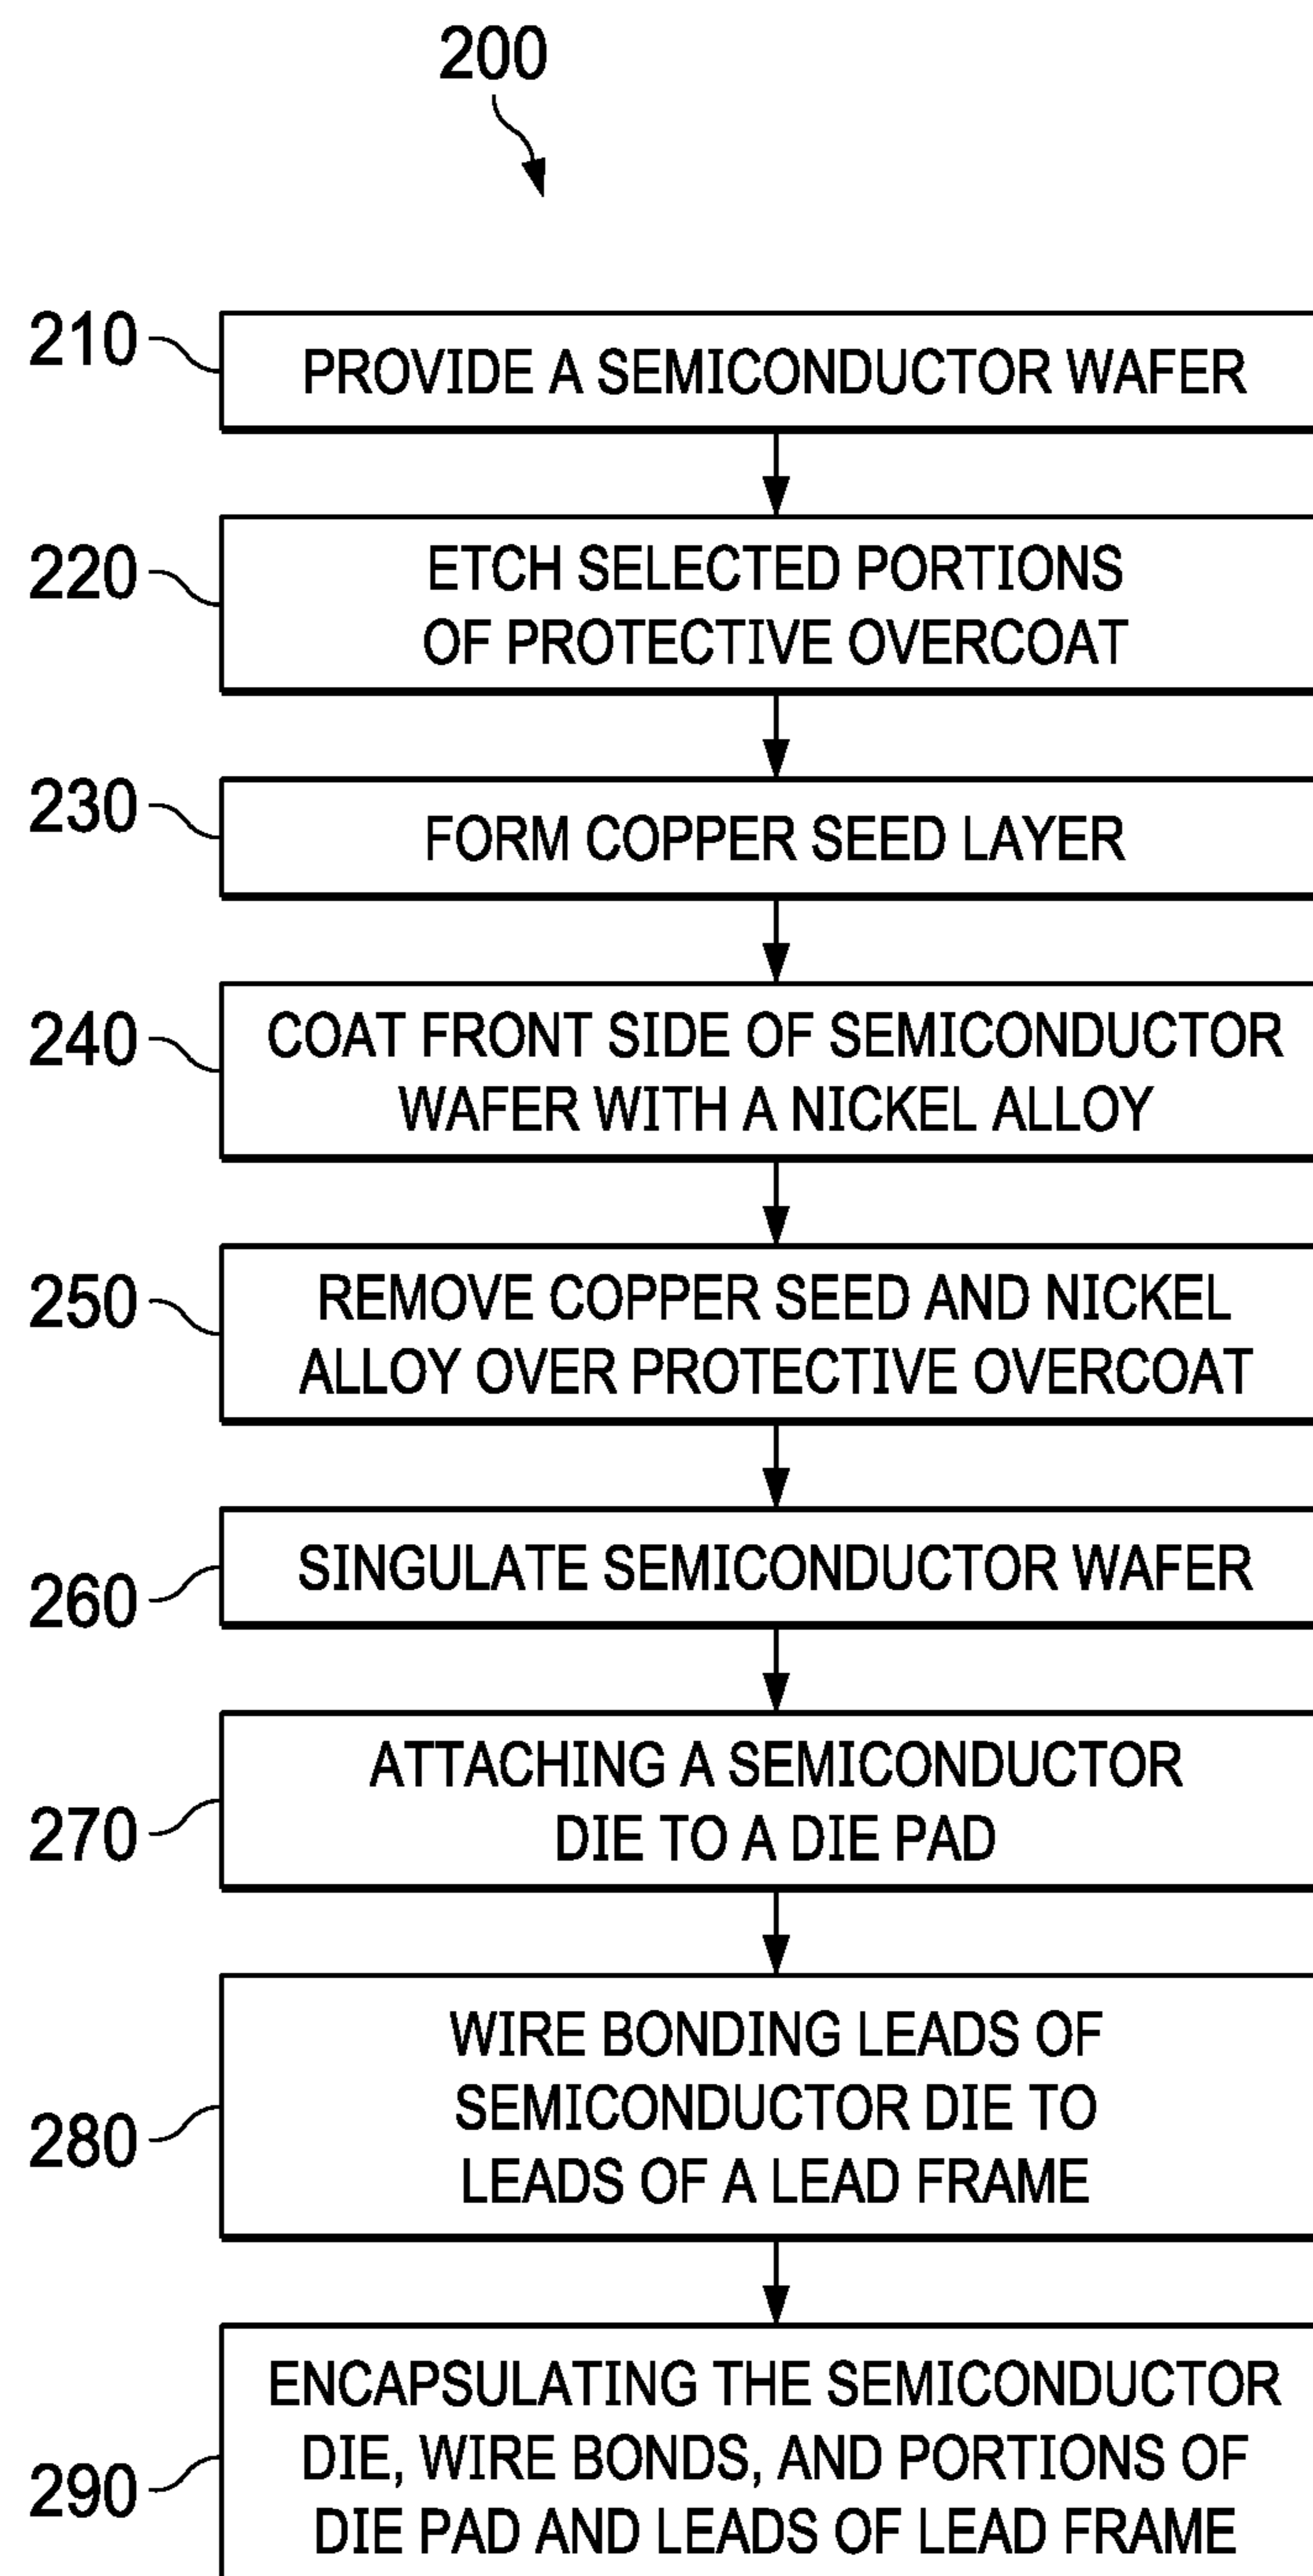 200
210
PROVIDE A SEMICONDUCTOR WAFER
220
ETCH SELECTED PORTIONS
OF PROTECTIVE OVERCOAT
230
FORM COPPER SEED LAYER
240
COAT FRONT SIDE OF SEMICONDUCTOR
WAFER WITH A NICKEL ALLOY
250
REMOVE COPPER SEED AND NICKEL
ALLOY OVER PROTECTIVE OVERCOAT
260
SINGULATE SEMICONDUCTOR WAFER
270
ATTACHING A SEMICONDUCTOR
DIE TO A DIE PAD
280
WIRE BONDING LEADS OF
SEMICONDUCTOR DIE TO
LEADS OF A LEAD FRAME
290
ENCAPSULATING THE SEMICONDUCTOR
DIE, WIRE BONDS, AND PORTIONS OF
DIE PAD AND LEADS OF LEAD FRAME